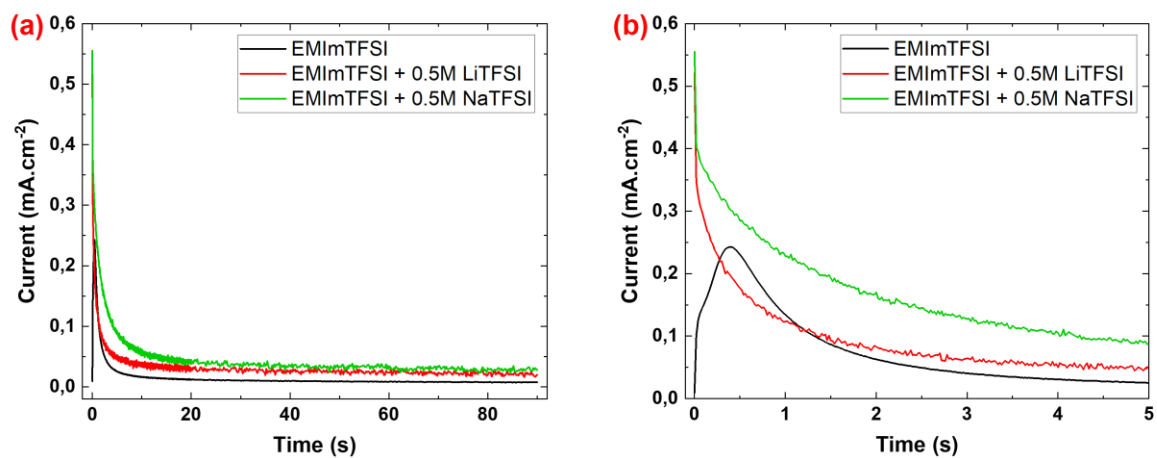 (a)
EMImTFSI
EMImTFSI + 0.5M LiTFSI
EMImTFSI + 0.5M NaTFSI
Current (mA.cm-2)
0,6
0,5
0,4
0,3
0,2
0,1
0,0
0
20
40
60
80
Time (s)
(b)
EMImTFSI
EMImTFSI + 0.5M LiTFSI
EMImTFSI + 0.5M NaTFSI
Current (mA.cm-2)
0,6
0,5
0,4
0,3
0,2
0,1
0,0
0
1
2
3
4
5
Time (s)